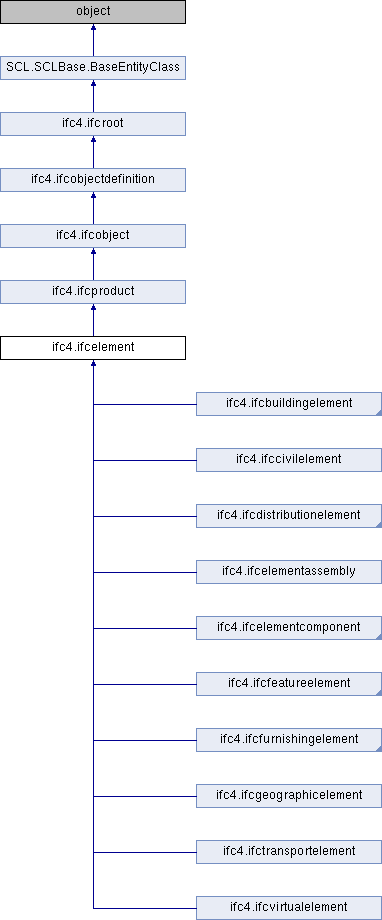 object
SCL.SCLBase.BaseEntityClass
ifc4.ifcroot
ifc4.ifcobjectdefinition
ifc4.ifcobject
ifc4.ifcproduct
ifc4.ifcelement
ifc4.ifcbuildingelement
ifc4.ifccivilelement
ifc4.ifcdistributionelement
ifc4.ifcelementassembly
ifc4.ifcelementcomponent
ifc4.ifcfeatureelement
ifc4.ifcfurnishingelement
ifc4.ifcgeographicelement
ifc4.ifctransportelement
ifc4.ifcvirtualelement